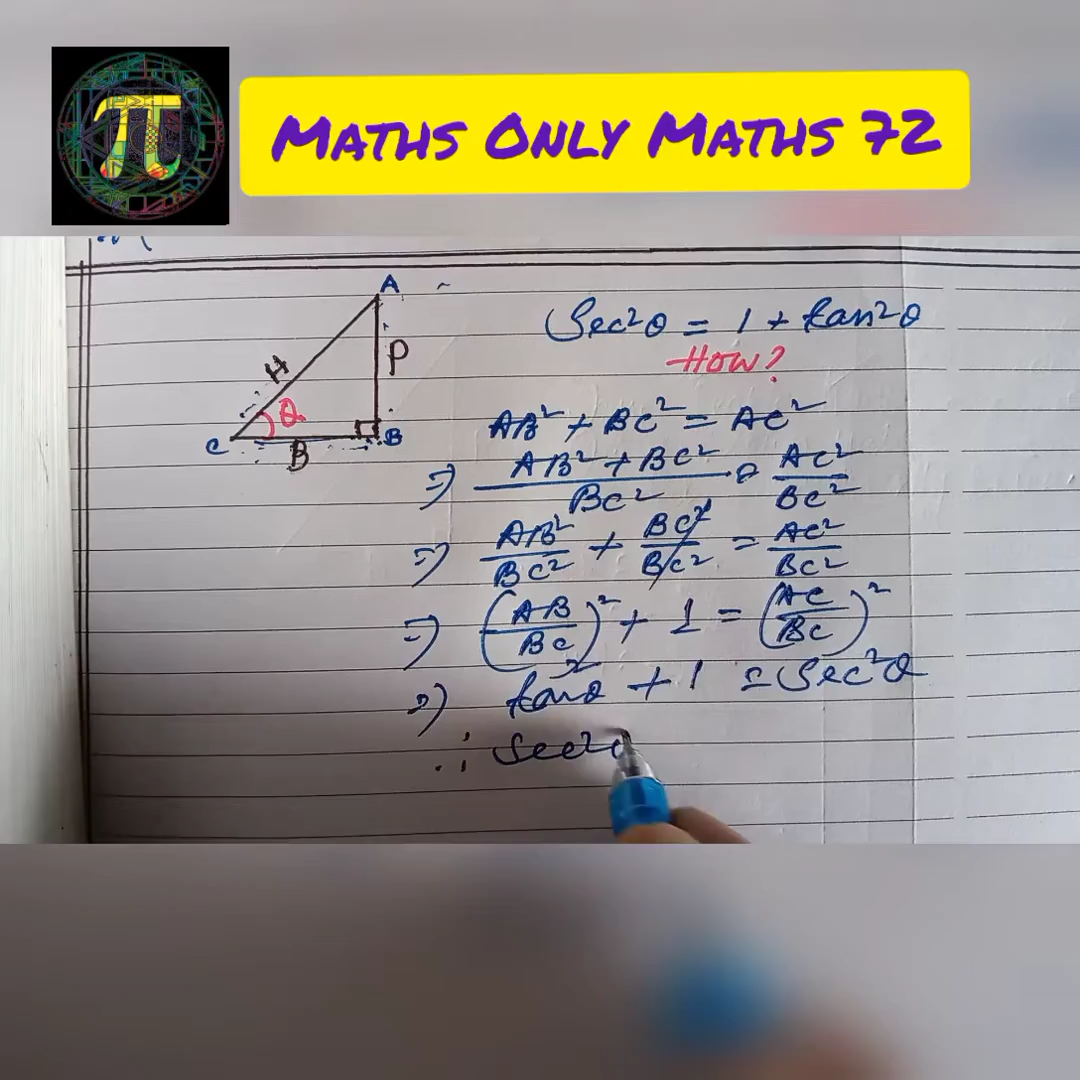 π
MATHS ONLY MATHS 72
A
H
P
θ
C
B
B
Sec²θ = 1 + tan²θ
HOW?
AB² + BC² = AC²
⇒ (AB² + BC²)/BC² = AC²/BC²
⇒ AB²/BC² + BC²/BC² = AC²/BC²
⇒ (AB/BC)² + 1 = (AC/BC)²
⇒ tan²θ + 1 = Sec²θ
∴ Sec²θ